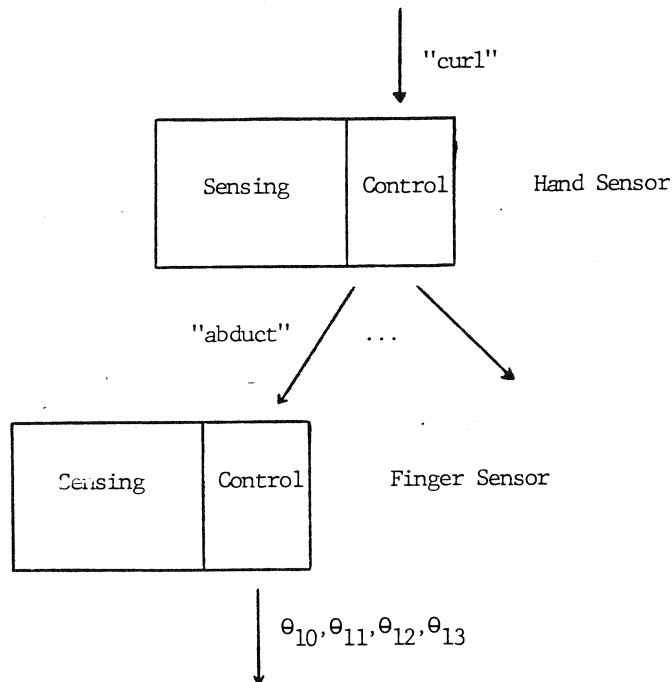 "curl"
Sensing Control Hand Sensor
"abduct" ...
Sensing Control Finger Sensor
θ10,θ11,θ12,θ13